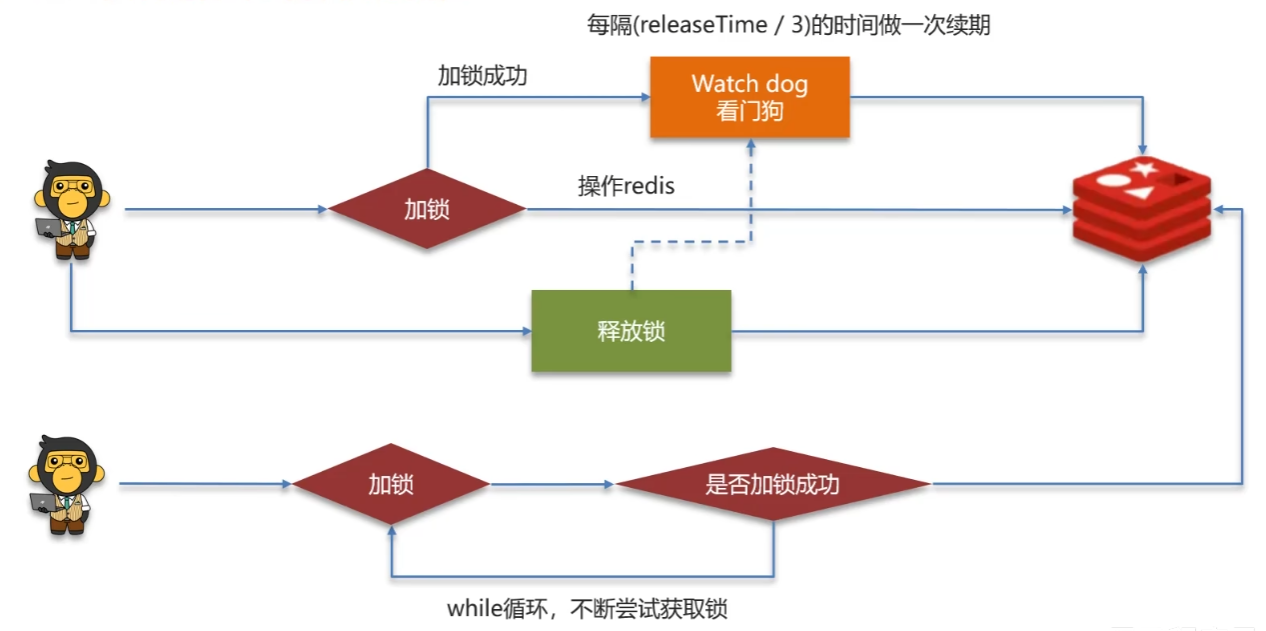 每隔(releaseTime / 3)的时间做一次续期
加锁成功
Watch dog
看门狗
加锁
操作redis
释放锁
加锁
是否加锁成功
while循环，不断尝试获取锁